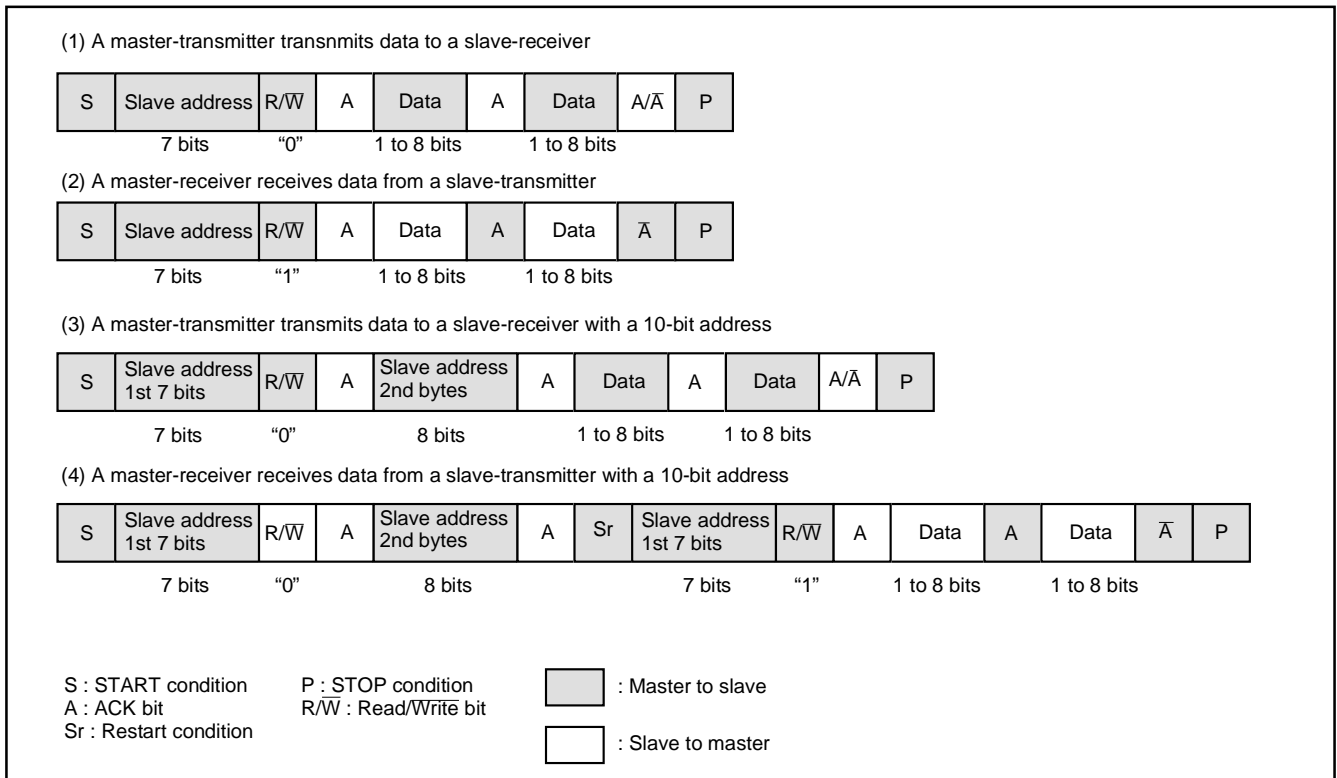 (1) A master-transmitter transnmits data to a slave-receiver
S Slave address R/W̅ A Data A Data A/A̅ P
7 bits “0” 1 to 8 bits 1 to 8 bits
(2) A master-receiver receives data from a slave-transmitter
S Slave address R/W̅ A Data A Data A̅ P
7 bits “1” 1 to 8 bits 1 to 8 bits
(3) A master-transmitter transmits data to a slave-receiver with a 10-bit address
S Slave address 1st 7 bits R/W̅ A Slave address 2nd bytes A Data A Data A/A̅ P
7 bits “0” 8 bits 1 to 8 bits 1 to 8 bits
(4) A master-receiver receives data from a slave-transmitter with a 10-bit address
S Slave address 1st 7 bits R/W̅ A Slave address 2nd bytes A Sr Slave address 1st 7 bits R/W̅ A Data A Data A̅ P
7 bits “0” 8 bits 7 bits “1” 1 to 8 bits 1 to 8 bits
S : START condition P : STOP condition : Master to slave
A : ACK bit R/W̅ : Read/W̅r̅i̅t̅e̅ bit
Sr : Restart condition
: Slave to master